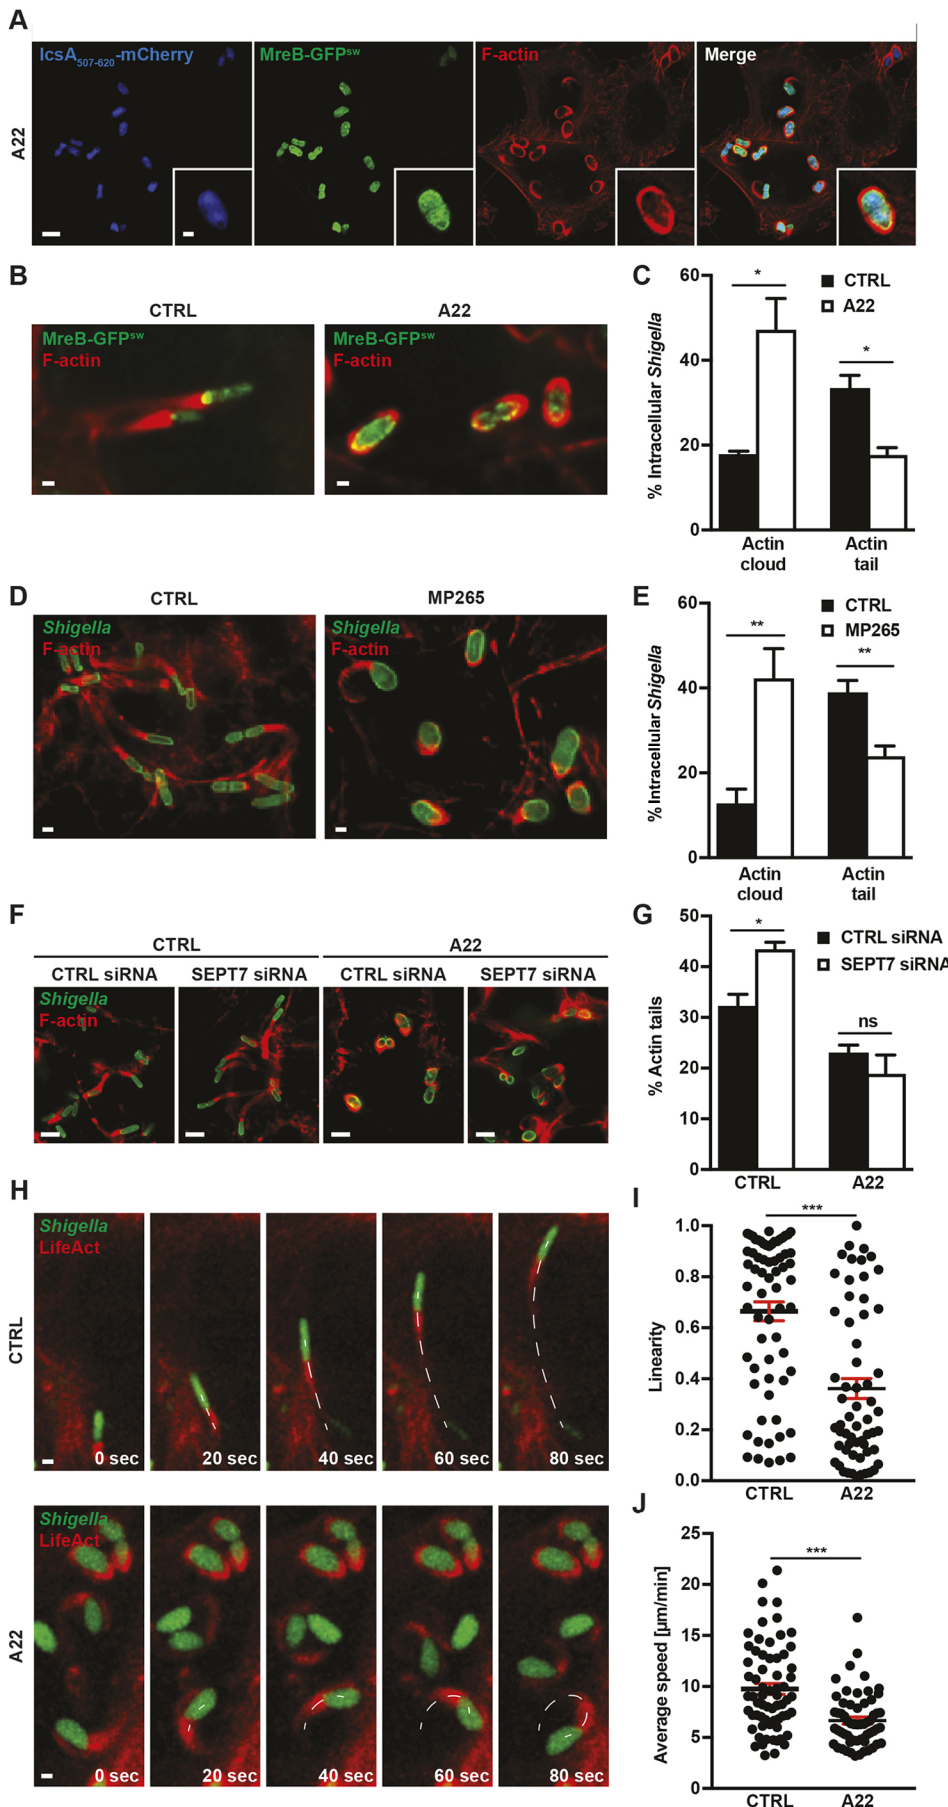 A
IcsA507-620-mCherry
MreB-GFPsw
F-actin
Merge
A22
B
CTRL
A22
MreB-GFPsw
F-actin
MreB-GFPsw
F-actin
C
60
40
20
0
% Intracellular Shigella
*
*
CTRL
A22
Actin
cloud
Actin
tail
D
CTRL
MP265
Shigella
F-actin
Shigella
F-actin
E
60
40
20
0
% Intracellular Shigella
**
**
CTRL
MP265
Actin
cloud
Actin
tail
F
CTRL
A22
CTRL siRNA
SEPT7 siRNA
CTRL siRNA
SEPT7 siRNA
Shigella
F-actin
G
50
40
30
20
10
0
% Actin tails
*
ns
CTRL siRNA
SEPT7 siRNA
CTRL
A22
H
CTRL
Shigella
LifeAct
0 sec
20 sec
40 sec
60 sec
80 sec
A22
Shigella
LifeAct
0 sec
20 sec
40 sec
60 sec
80 sec
I
1.0
0.8
0.6
0.4
0.2
0.0
Linearity
***
CTRL
A22
J
25
20
15
10
5
0
Average speed [µm/min]
***
CTRL
A22